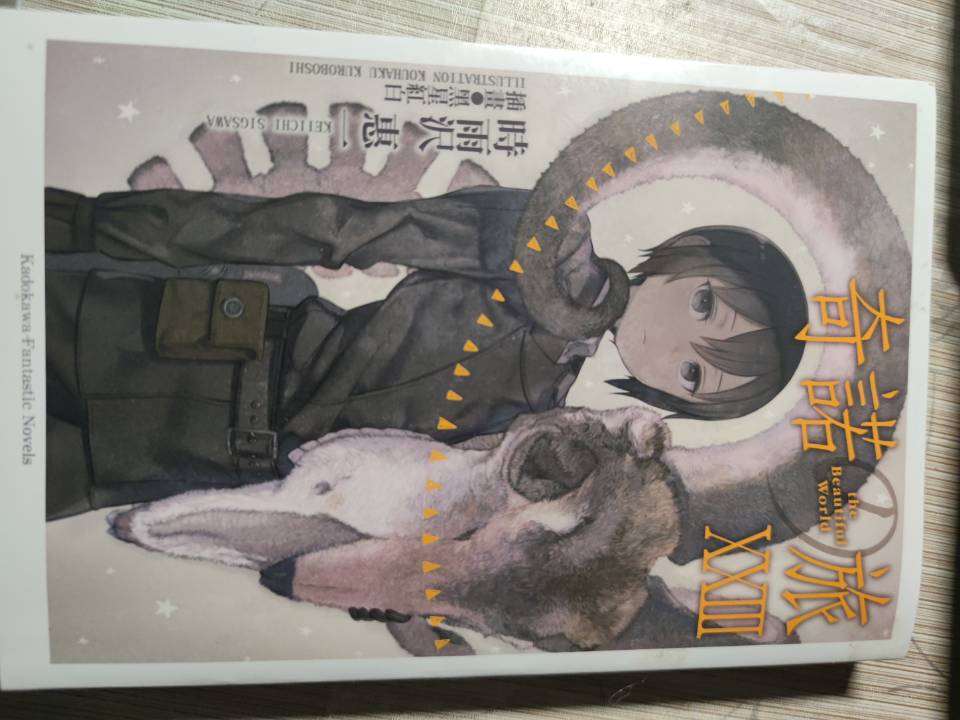 奇諾の旅
the
Beautiful
World
XXIII
時雨沢 惠一
KEIICHI SIGSAWA
插畫●黑星紅白
ILLUSTRATION KOUHAKU KUROBOSHI
Kadokawa Fantastic Novels